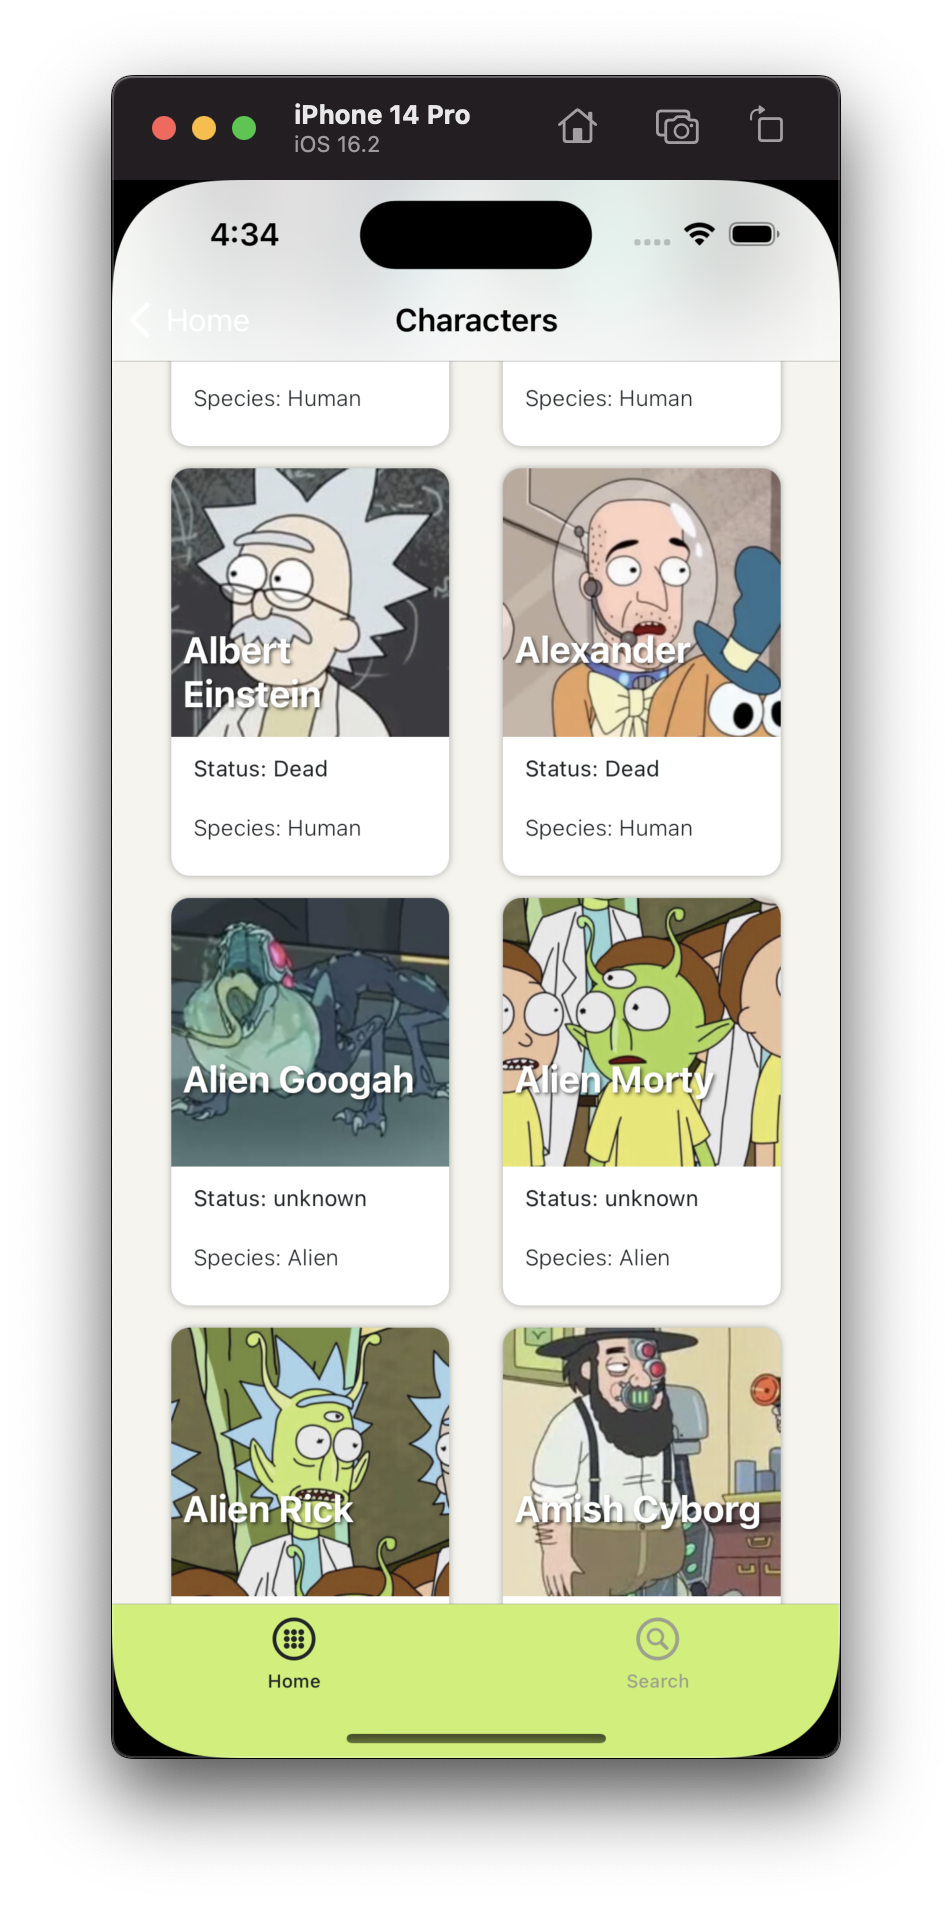 iPhone 14 Pro
iOS 16.2
4:34
Home
Characters
Species: Human
Species: Human
Albert
Einstein
Alexander
Status: Dead
Status: Dead
Species: Human
Species: Human
Alien Googah
Alien Morty
Status: unknown
Status: unknown
Species: Alien
Species: Alien
Alien Rick
Amish Cyborg
Home
Search